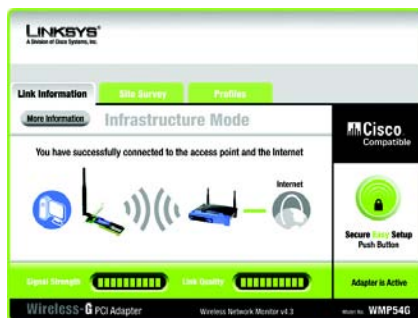 LINKSYS®
A Division of Cisco Systems, Inc.
Link Information
Site Survey
Profiles
More Information
Infrastructure Mode
Cisco
Compatible
You have successfully connected to the access point and the Internet
Internet
Secure Easy Setup
Push Button
Signal Strength
Link Quality
Adapter is Active
Wireless-G PCI Adapter
Wireless Network Monitor v4.3
Model No. WMP54G